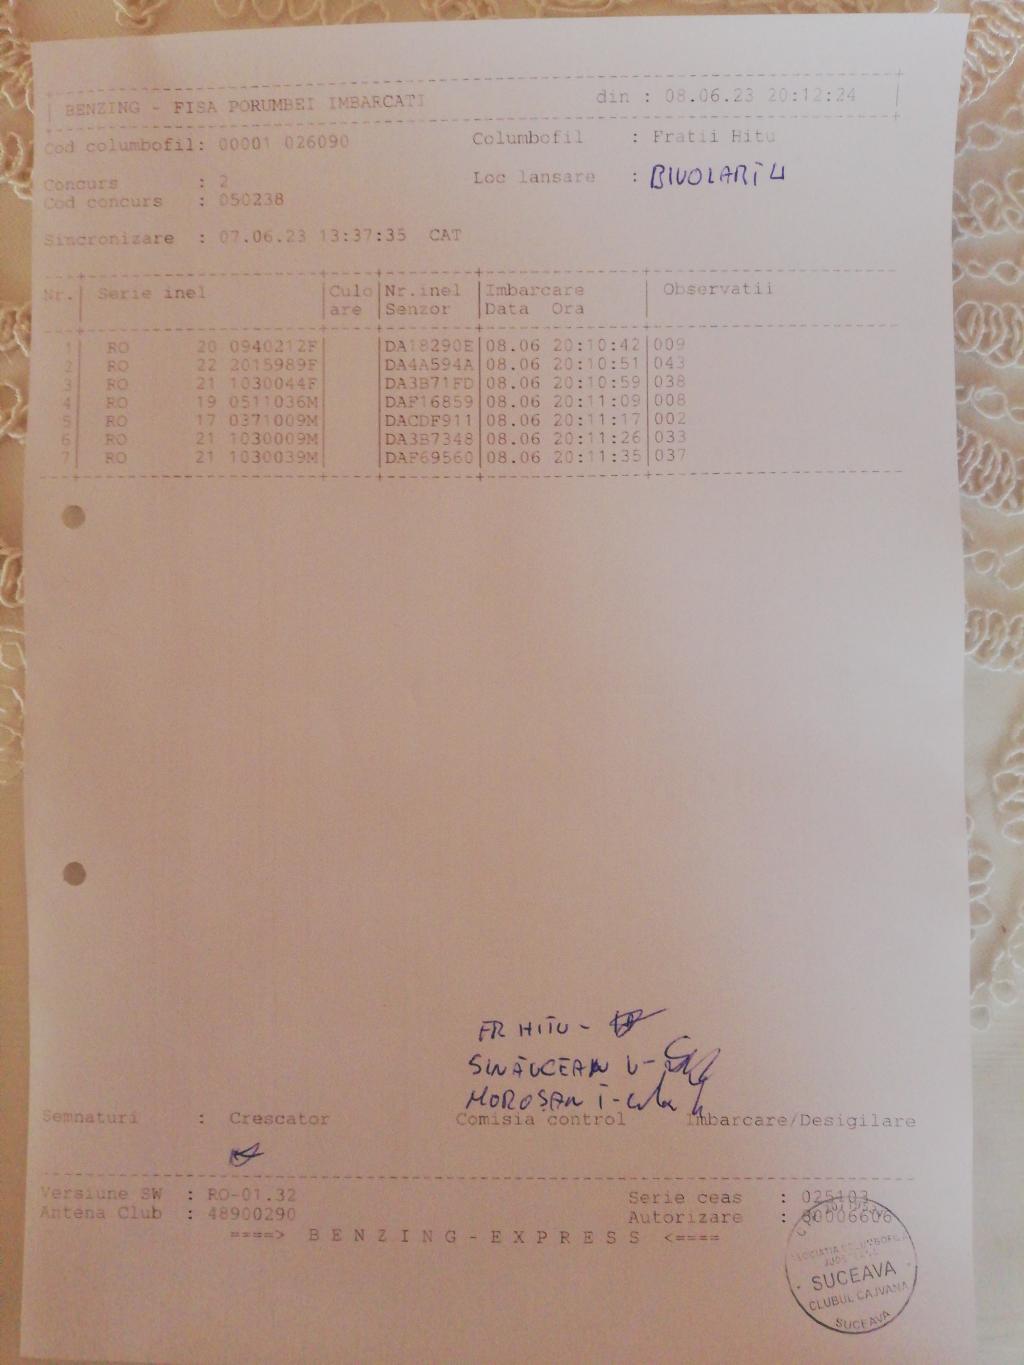 BENZING - FISA PORUMBEI IMBARCATI din : 08.06.23 20:12:24
Cod columbofil: 00001 026090 Columbofil : Fratii Hitu
Concurs : 2 Loc lansare : BIVOLARI 4
Cod concurs : 050238
Sincronizare : 07.06.23 13:37:35 CAT
Nr. Serie inel Culo Nr.inel Imbarcare Observatii
are Senzor Data Ora
1 RO 20 0940212F DA18290E 08.06 20:10:42 009
2 RO 22 2015989F DA4A594A 08.06 20:10:51 043
3 RO 21 1030044F DA3B71FD 08.06 20:10:59 038
4 RO 19 0511036M DAF16859 08.06 20:11:09 008
5 RO 17 0371009M DACDF911 08.06 20:11:17 002
6 RO 21 1030009M DA3B7348 08.06 20:11:26 033
7 RO 21 1030039M DAF69560 08.06 20:11:35 037
FR HITU -
SINĂUCEAN V -
MOROȘAN I -
Semnaturi : Crescator Comisia control Imbarcare/Desigilare
Versiune SW : RO-01.32 Serie ceas : 025103
Antena Club : 48900290 Autorizare : 80006606
====> BENZING-EXPRESS <====
SUCEAVA
CLUBUL CAJVANA
SUCEAVA